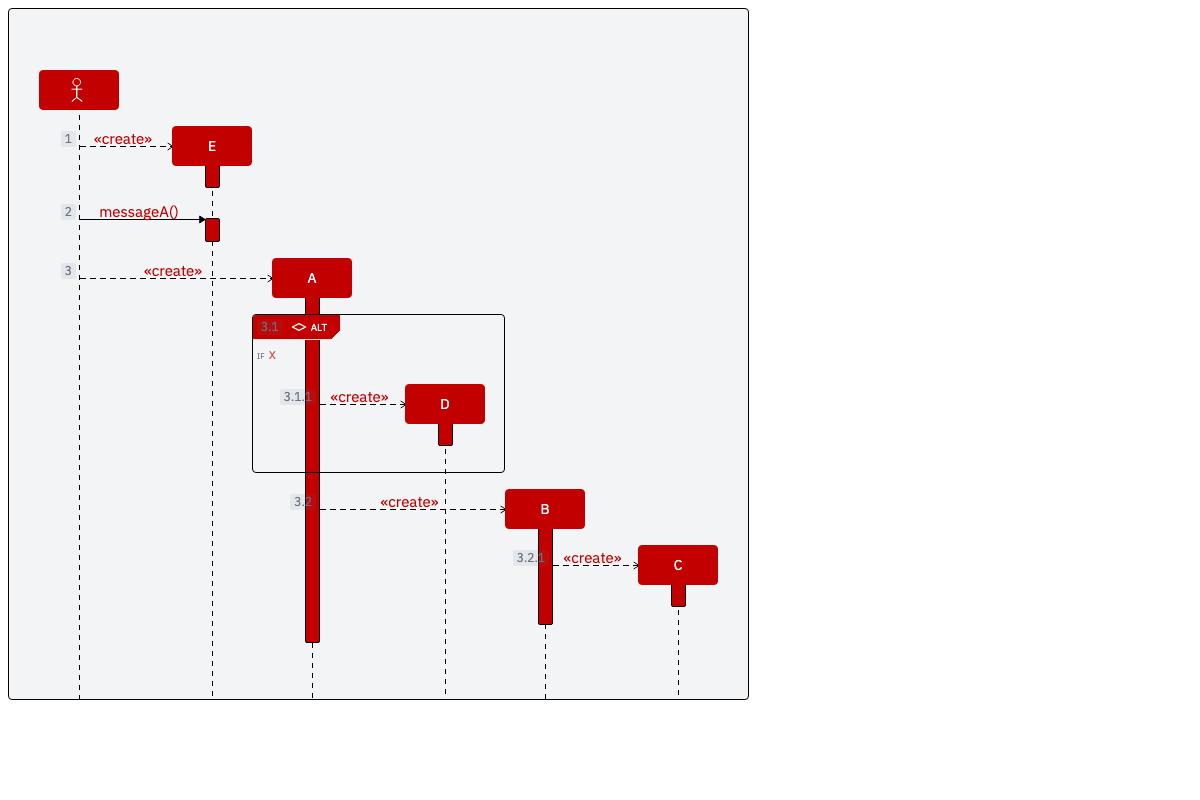 1 «create» E
2 messageA()
3 «create» A
3.1 ALT
IF X
3.1.1 «create» D
3.2 «create» B
3.2.1 «create» C